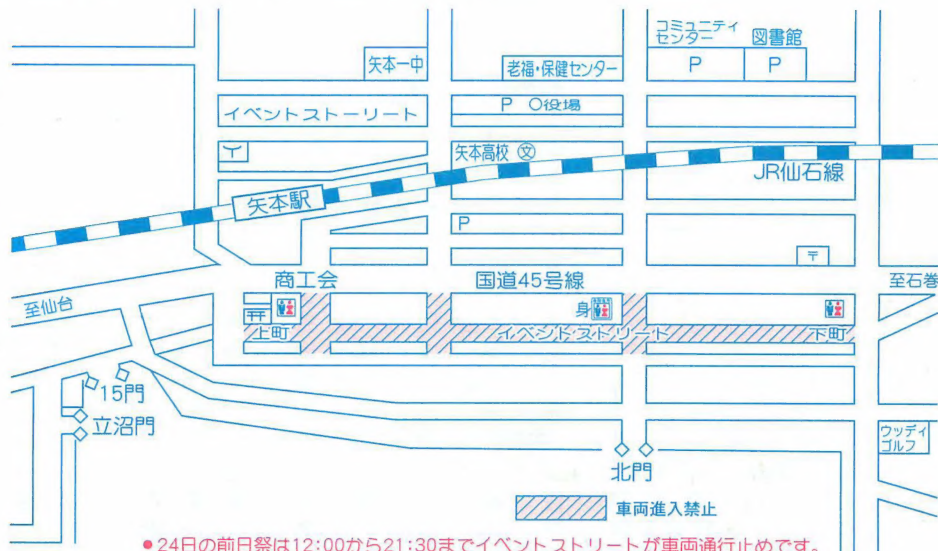 コミュニティ
センター
図書館
矢本一中
老福・保健センター
P
P
イベントストーリート
P ○役場
矢本高校 文
JR仙石線
矢本駅
P
〒
商工会
国道45号線
至石巻
至仙台
身
上町
イベントストリート
下町
15門
立沼門
ウッディ
ゴルフ
北門
車両進入禁止
●24日の前日祭は12:00から21:30までイベントストリートが車両通行止めです。